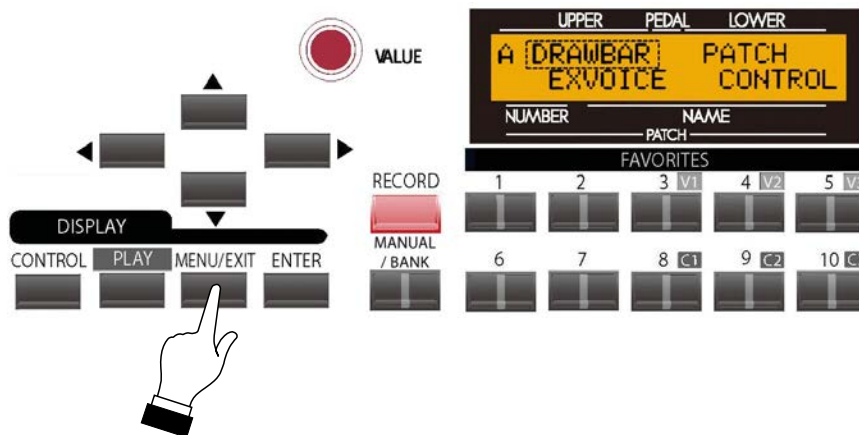 UPPER PEDAL LOWER
VALUE
A DRAWBAR PATCH
EXVOICE CONTROL
NUMBER NAME
PATCH
FAVORITES
RECORD
1 2 3 V1 4 V2 5
DISPLAY
MANUAL
/ BANK
CONTROL PLAY MENU/EXIT ENTER
6 7 8 C1 9 C2 10